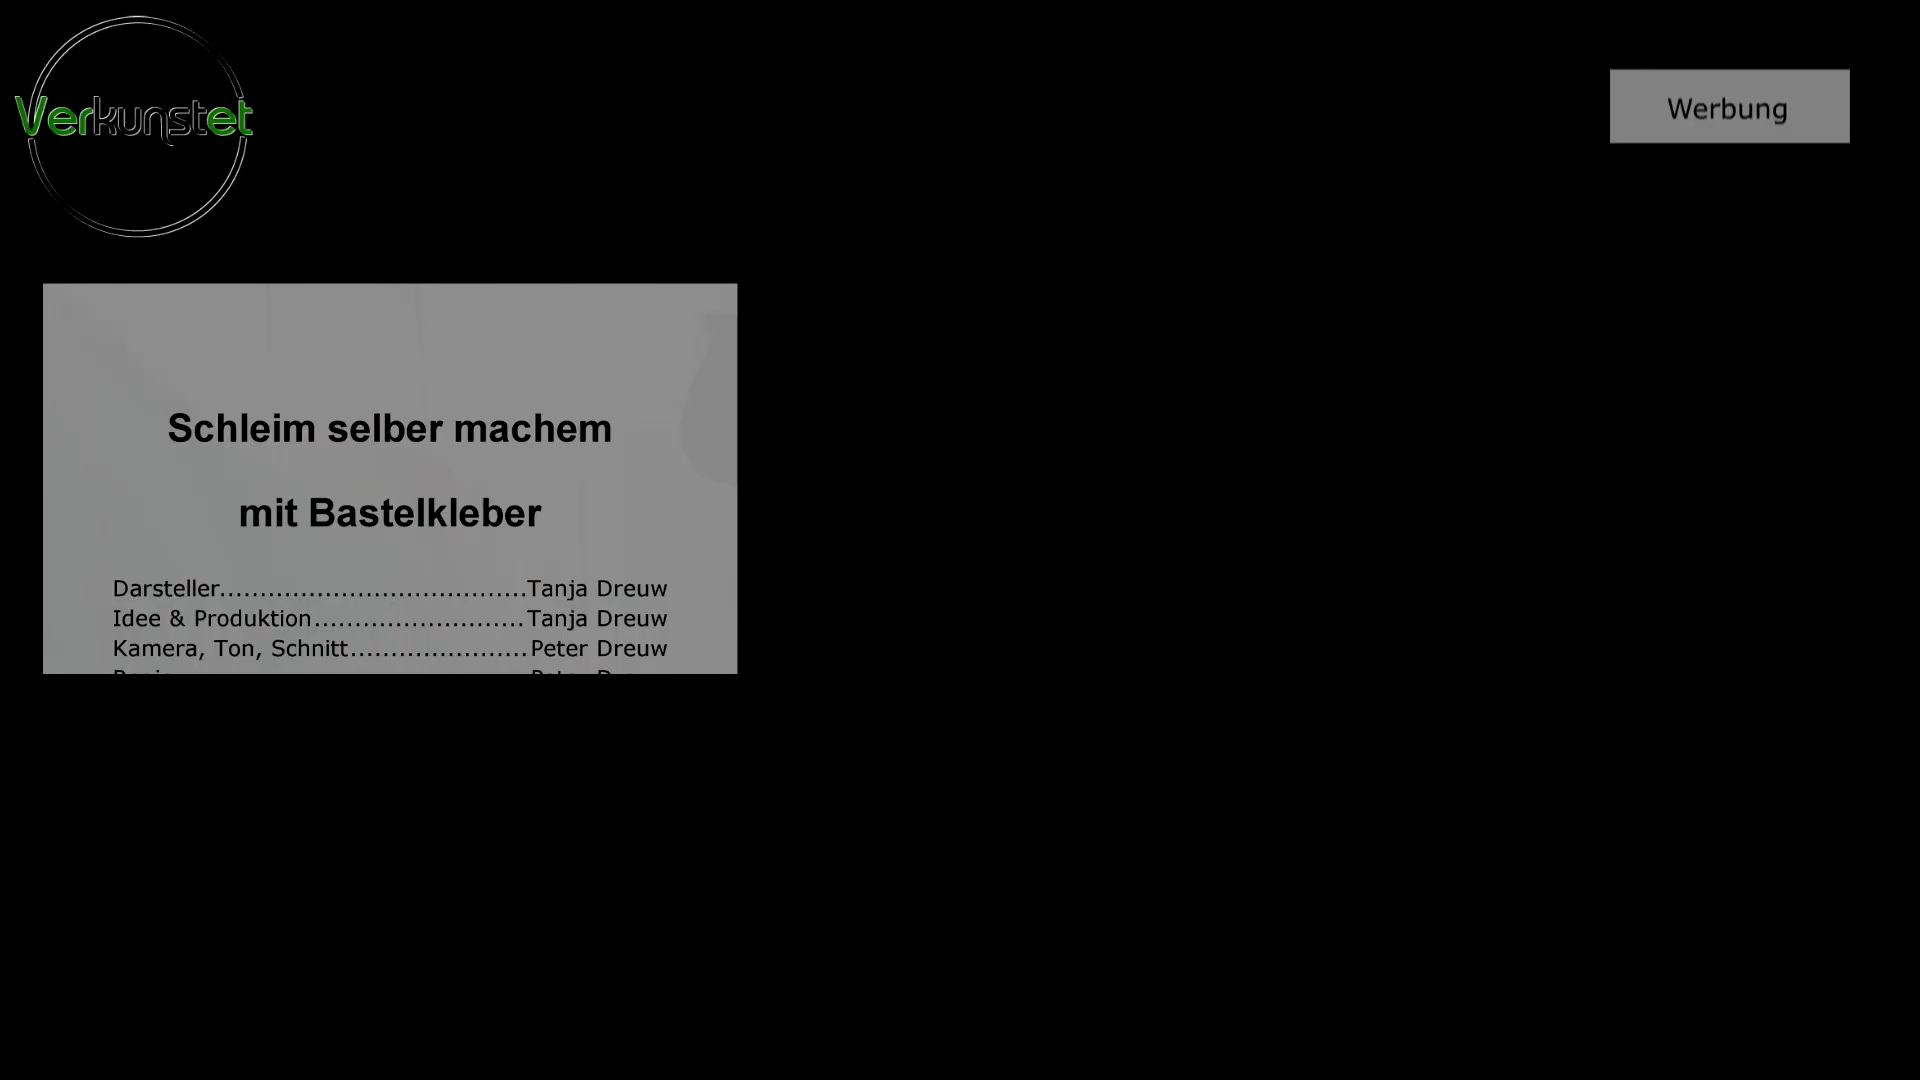 Verkunstet
Werbung
Schleim selber machem
mit Bastelkleber
Darsteller.....................................Tanja Dreuw
Idee & Produktion.........................Tanja Dreuw
Kamera, Ton, Schnitt.....................Peter Dreuw